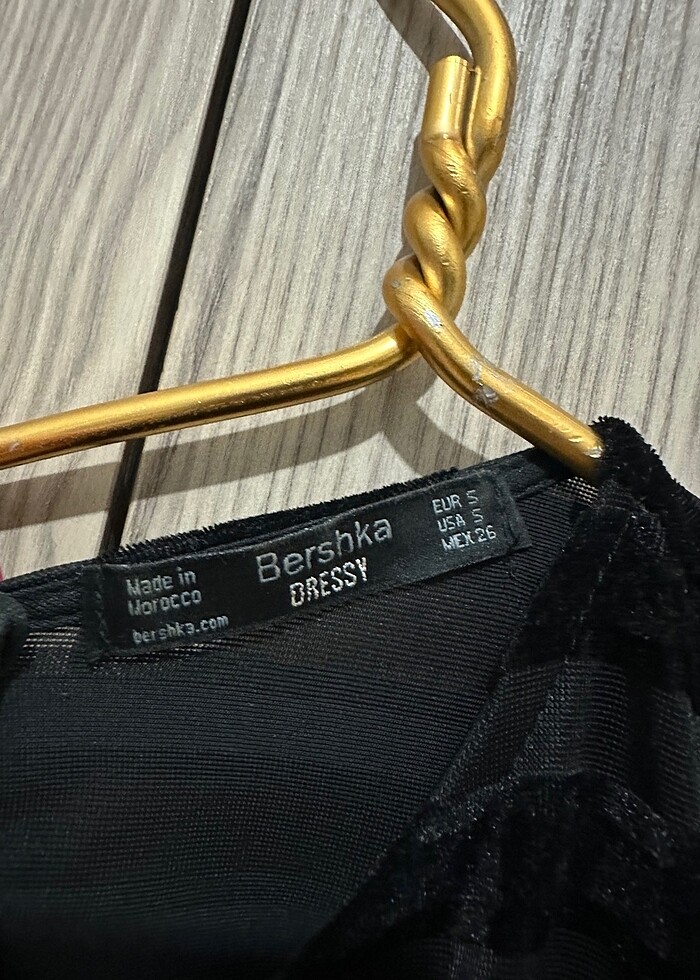 Made in
Morocco
bershka.com
Bershka
DRESSY
EUR S
USA S
MEX 26